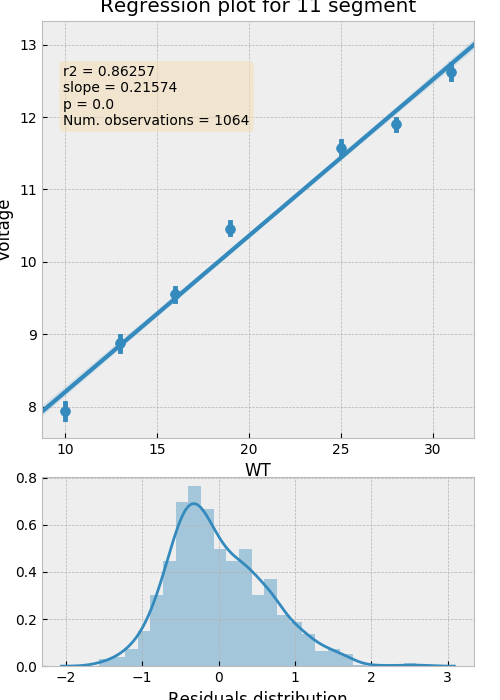 Regression plot for 11 segment
13
r2 = 0.86257
slope = 0.21574
p = 0.0
Num. observations = 1064
12
11
Voltage
10
9
8
10 15 20 25 30
WT
0.8
0.6
0.4
0.2
0.0
−2 −1 0 1 2 3
Residuals distribution